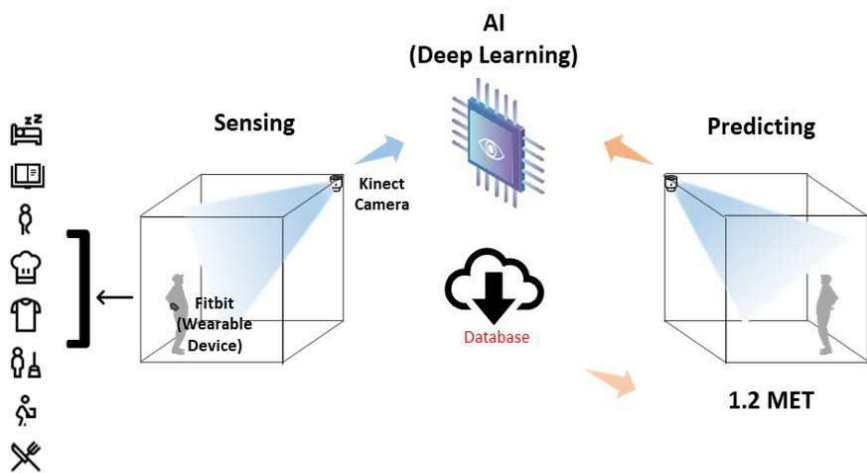 AI
(Deep Learning)
Sensing
Predicting
Kinect
Camera
Fitbit
(Wearable
Device)
Database
1.2 MET